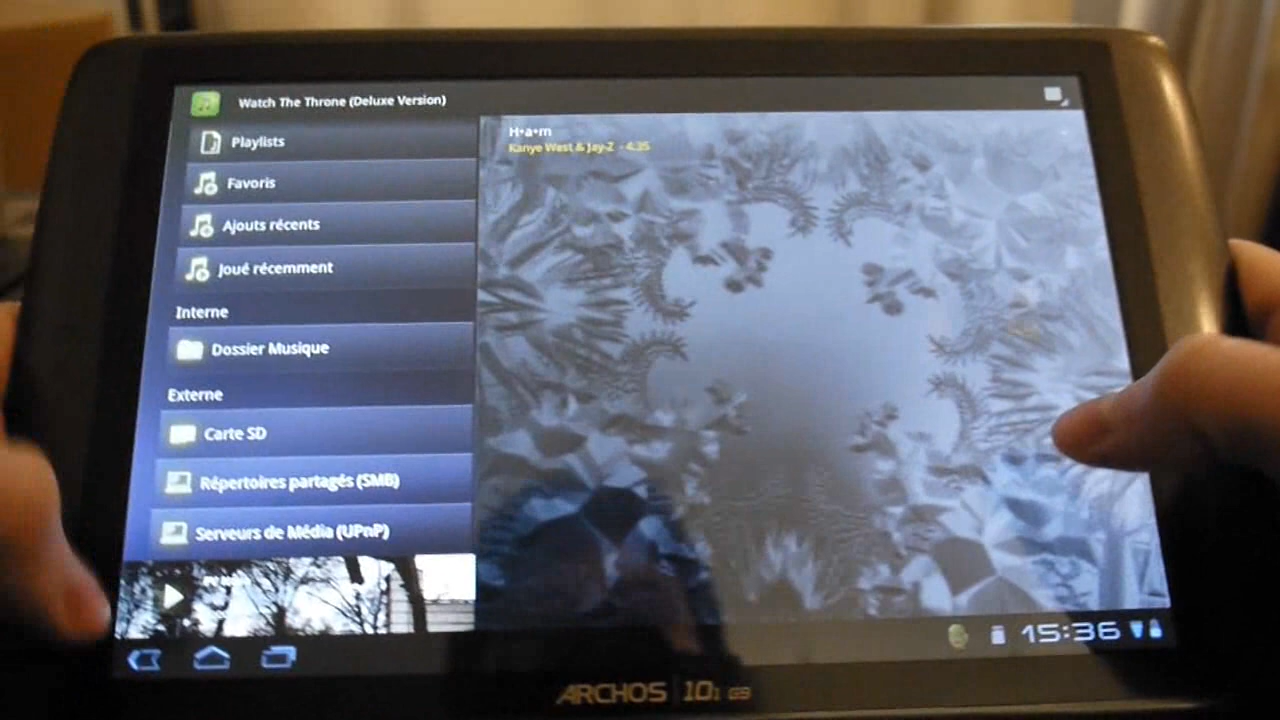 Watch The Throne (Deluxe Version)
Playlists
Favoris
Ajouts récents
Joué récemment
Interne
Dossier Musique
Externe
Carte SD
Répertoires partagés (SMB)
Serveurs de Média (UPnP)
H•a•m
Kanye West & Jay-Z - 4:35
15:36
ARCHOS 101 G9